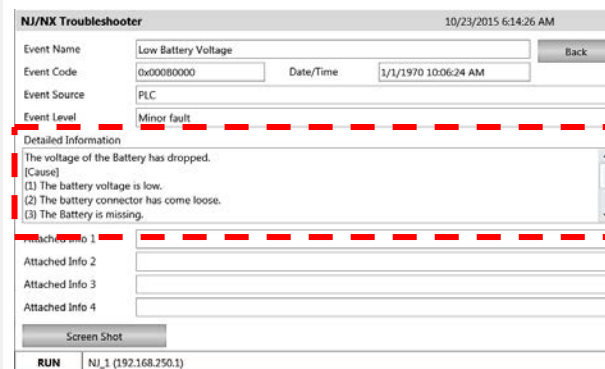 NJ/NX Troubleshooter 10/23/2015 6:14:26 AM
Event Name Low Battery Voltage Back
Event Code 0x000B0000 Date/Time 1/1/1970 10:06:24 AM
Event Source PLC
Event Level Minor fault
Detailed Information
The voltage of the Battery has dropped.
[Cause]
(1) The battery voltage is low.
(2) The battery connector has come loose.
(3) The Battery is missing.
Attached Info 1
Attached Info 2
Attached Info 3
Attached Info 4
Screen Shot
RUN NJ_1 (192.168.250.1)